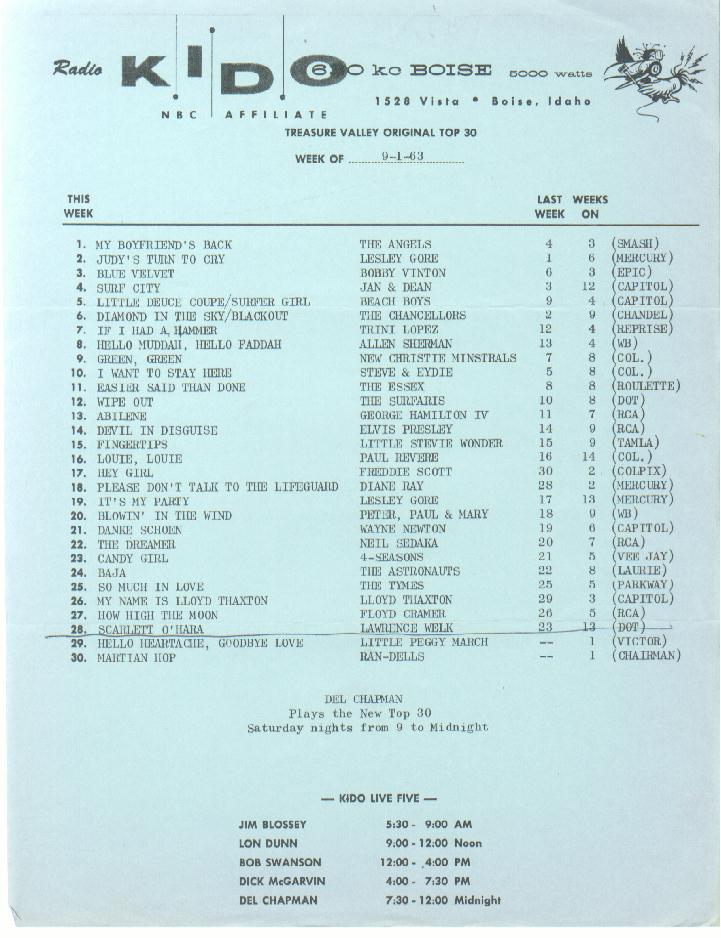 Radio KIDO 630 kc BOISE 5000 watts
1528 Vista • Boise, Idaho
NBC AFFILIATE
TREASURE VALLEY ORIGINAL TOP 30
WEEK OF 9-1-63
THIS WEEK LAST WEEK WEEKS ON
1. MY BOYFRIEND'S BACK THE ANGELS 4 3 (SMASH)
2. JUDY'S TURN TO CRY LESLEY GORE 1 6 (MERCURY)
3. BLUE VELVET BOBBY VINTON 6 3 (EPIC)
4. SURF CITY JAN & DEAN 3 12 (CAPITOL)
5. LITTLE DEUCE COUPE/SURFER GIRL BEACH BOYS 9 4 (CAPITOL)
6. DIAMOND IN THE SKY/BLACKOUT THE CHANCELLORS 2 9 (CHANDEL)
7. IF I HAD A HAMMER TRINI LOPEZ 12 4 (REPRISE)
8. HELLO MUDDAH, HELLO FADDAH ALLEN SHERMAN 13 4 (WB)
9. GREEN, GREEN NEW CHRISTIE MINSTRALS 7 8 (COL.)
10. I WANT TO STAY HERE STEVE & EYDIE 5 8 (COL.)
11. EASIER SAID THAN DONE THE ESSEX 8 8 (ROULETTE)
12. WIPE OUT THE SURFARIS 10 8 (DOT)
13. ABILENE GEORGE HAMILTON IV 11 7 (RCA)
14. DEVIL IN DISGUISE ELVIS PRESLEY 14 9 (RCA)
15. FINGERTIPS LITTLE STEVIE WONDER 15 9 (TAMLA)
16. LOUIE, LOUIE PAUL REVERE 16 14 (COL.)
17. HEY GIRL FREDDIE SCOTT 30 2 (COLPIX)
18. PLEASE DON'T TALK TO THE LIFEGUARD DIANE RAY 28 2 (MERCURY)
19. IT'S MY PARTY LESLEY GORE 17 13 (MERCURY)
20. BLOWIN' IN THE WIND PETER, PAUL & MARY 18 9 (WB)
21. DANKE SCHOEN WAYNE NEWTON 19 6 (CAPITOL)
22. THE DREAMER NEIL SEDAKA 20 7 (RCA)
23. CANDY GIRL 4-SEASONS 21 5 (VEE JAY)
24. BAJA THE ASTRONAUTS 22 8 (LAURIE)
25. SO MUCH IN LOVE THE TYMES 25 5 (PARKWAY)
26. MY NAME IS LLOYD THAXTON LLOYD THAXTON 29 3 (CAPITOL)
27. HOW HIGH THE MOON FLOYD CRAMER 26 5 (RCA)
28. SCARLETT O'HARA LAWRENCE WELK 23 13 (DOT)
29. HELLO HEARTACHE, GOODBYE LOVE LITTLE PEGGY MARCH -- 1 (VICTOR)
30. MARTIAN HOP RAN-DELLS -- 1 (CHAIRMAN)
DEL CHAPMAN
Plays the New Top 30
Saturday nights from 9 to Midnight
— KIDO LIVE FIVE —
JIM BLOSSEY 5:30 - 9:00 AM
LON DUNN 9:00 - 12:00 Noon
BOB SWANSON 12:00 - 4:00 PM
DICK McGARVIN 4:00 - 7:30 PM
DEL CHAPMAN 7:30 - 12:00 Midnight